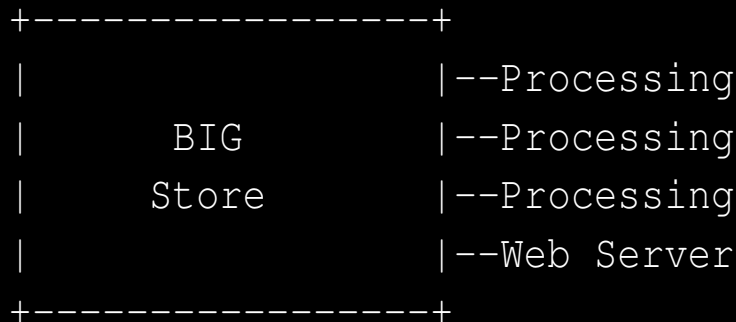 +------------------+
|                  |--Processing
|       BIG        |--Processing
|      Store       |--Processing
|                  |--Web Server
+------------------+